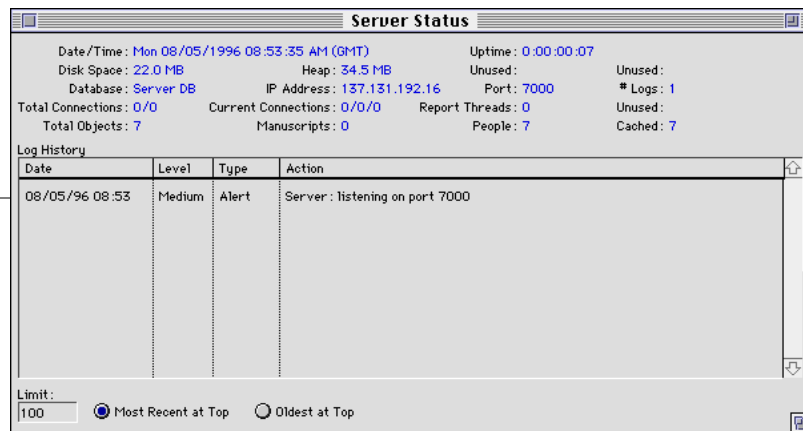 Server Status
Date/Time: Mon 08/05/1996 08:53:35 AM (GMT) Uptime: 0:00:00:07
Disk Space: 22.0 MB Heap: 34.5 MB Unused: Unused:
Database: Server DB IP Address: 137.131.192.16 Port: 7000 # Logs: 1
Total Connections: 0/0 Current Connections: 0/0/0 Report Threads: 0 Unused:
Total Objects: 7 Manuscripts: 0 People: 7 Cached: 7
Log History
Date Level Type Action
08/05/96 08:53 Medium Alert Server: listening on port 7000
Limit:
100 Most Recent at Top Oldest at Top